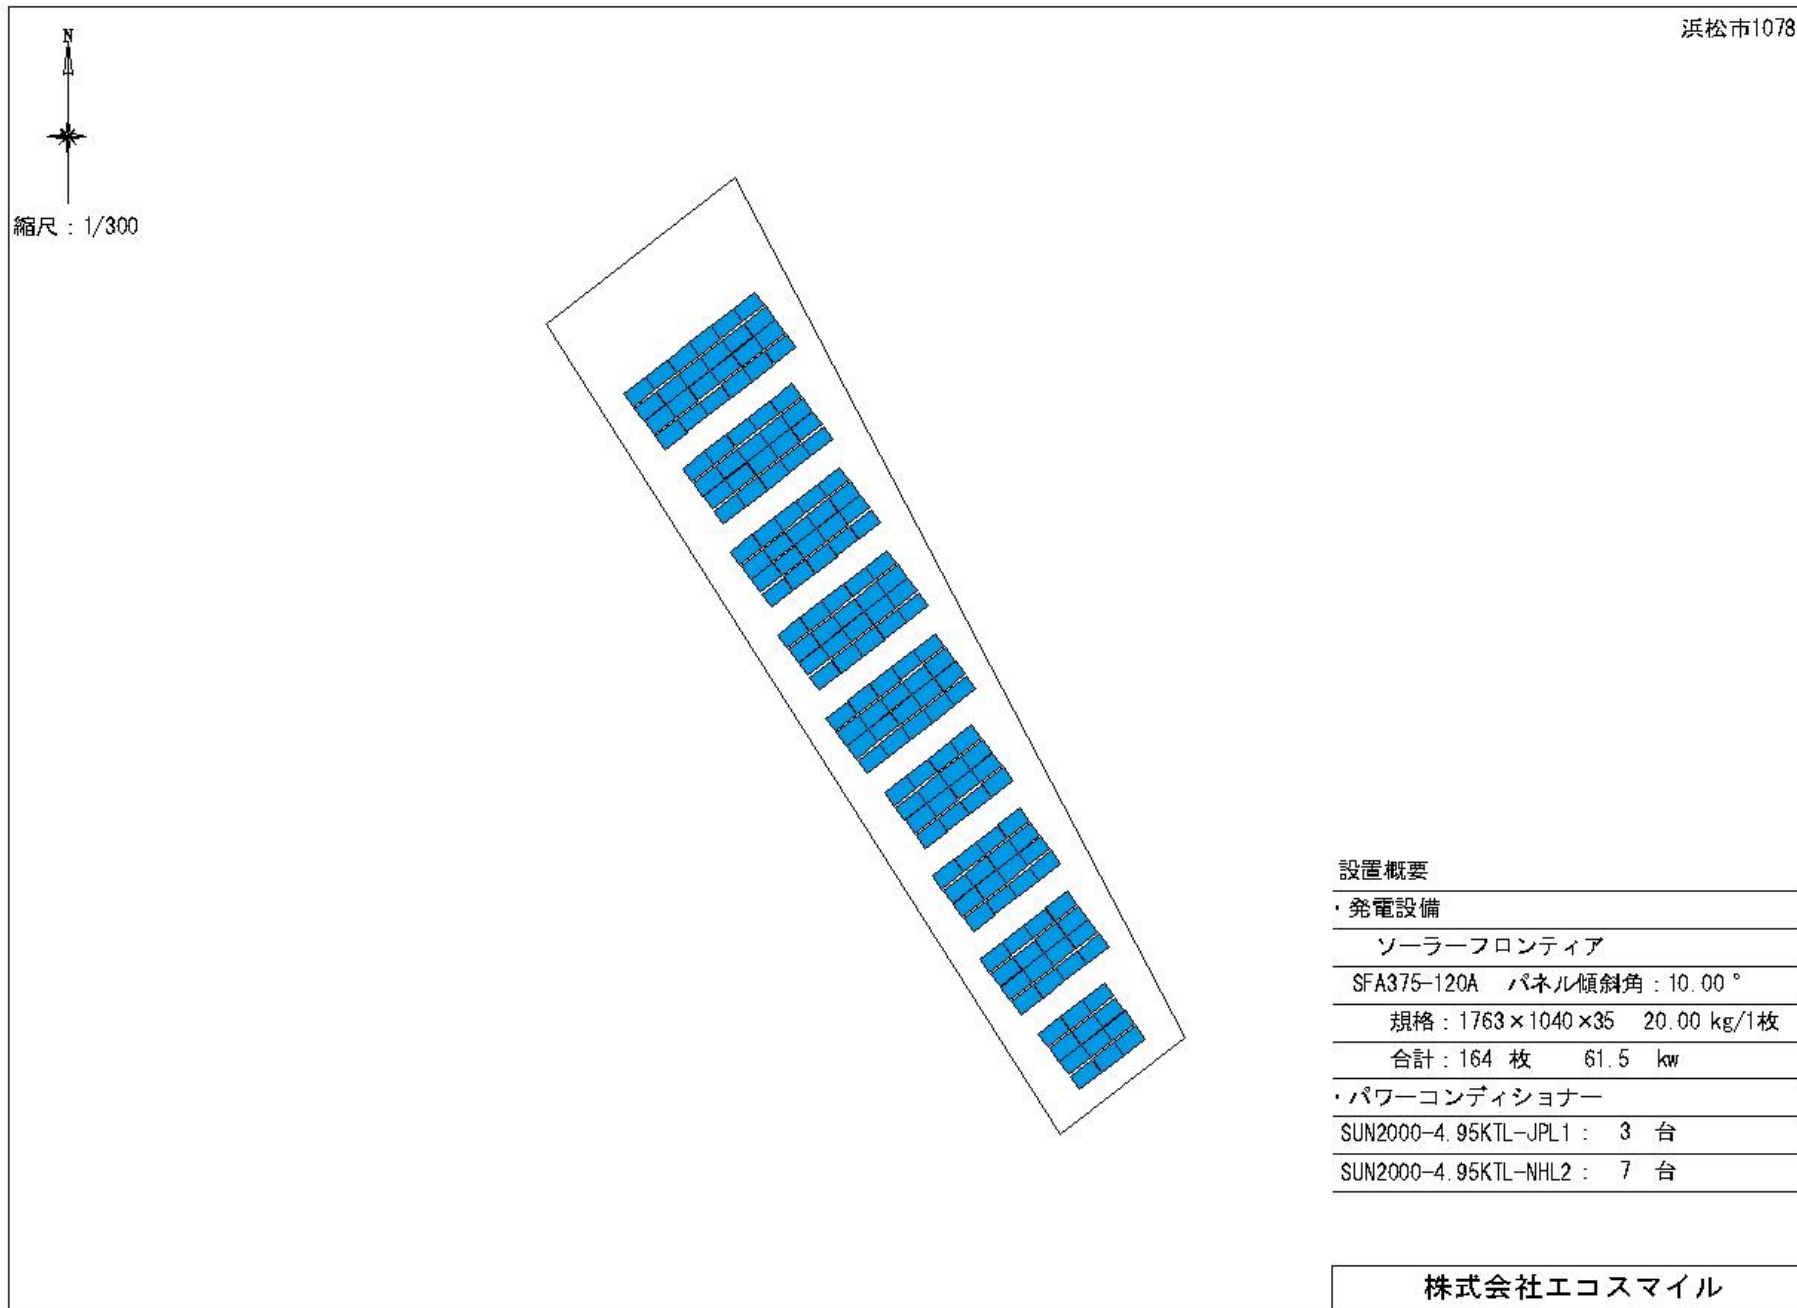 浜松市1078
N
縮尺：1/300
設置概要
・発電設備
ソーラーフロンティア
SFA375-120A パネル傾斜角：10.00°
規格：1763×1040×35 20.00 kg/1枚
合計：164 枚 61.5 kw
・パワーコンディショナー
SUN2000-4.95KTL-JPL1： 3 台
SUN2000-4.95KTL-NHL2： 7 台
株式会社エコスマイル